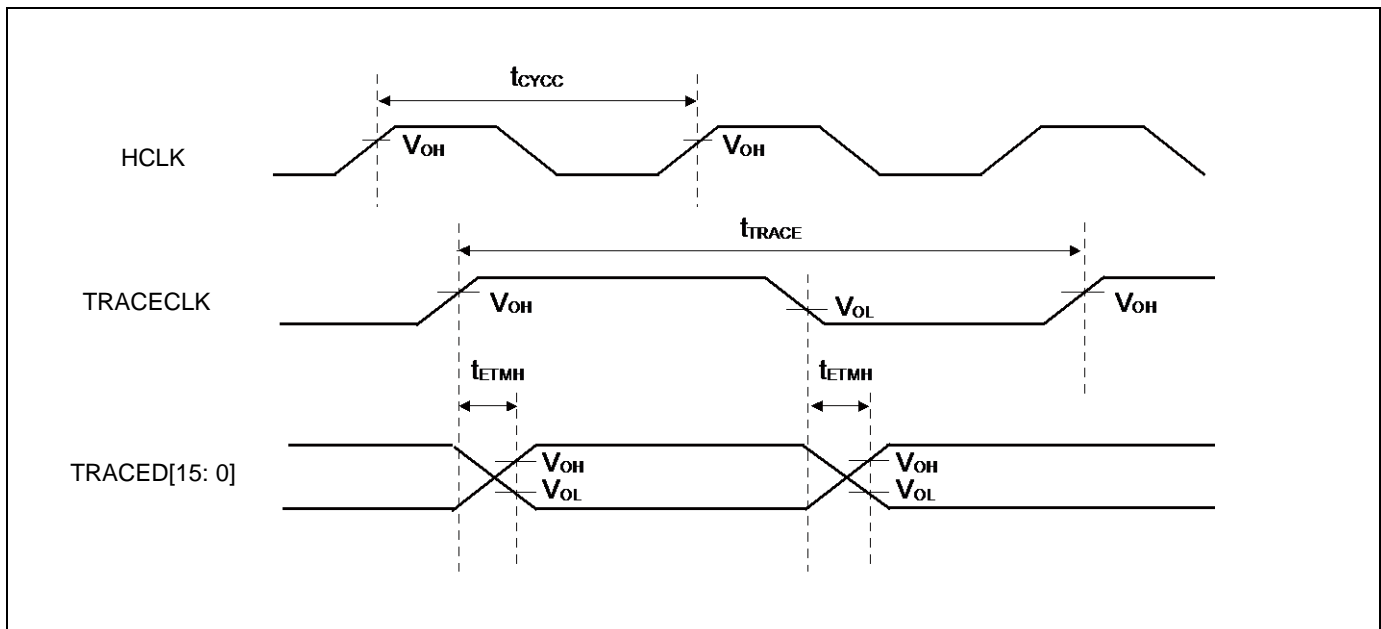 tCYCC
HCLK
VOH
VOH
tTRACE
TRACECLK
VOH
VOL
VOH
tETMH
tETMH
TRACED[15: 0]
VOH
VOL
VOH
VOL